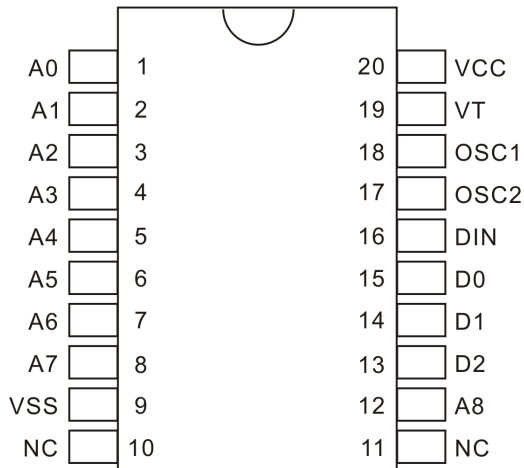 A0 1 20 VCC
A1 2 19 VT
A2 3 18 OSC1
A3 4 17 OSC2
A4 5 16 DIN
A5 6 15 D0
A6 7 14 D1
A7 8 13 D2
VSS 9 12 A8
NC 10 11 NC